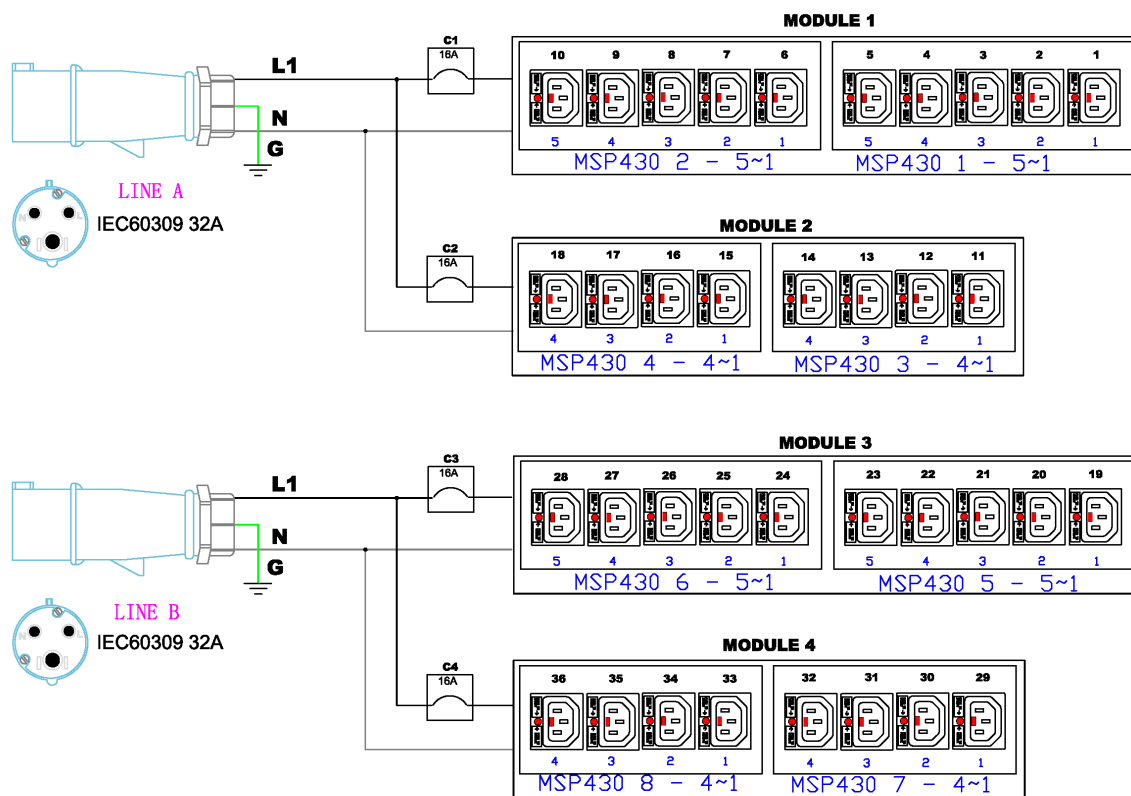 MODULE 1
C1
16A
10 9 8 7 6 5 4 3 2 1
L1
N
G
5 4 3 2 1 5 4 3 2 1
MSP430 2 - 5~1 MSP430 1 - 5~1
LINE A
N L
IEC60309 32A
MODULE 2
C2
16A
18 17 16 15 14 13 12 11
4 3 2 1 4 3 2 1
MSP430 4 - 4~1 MSP430 3 - 4~1
MODULE 3
C3
16A
28 27 26 25 24 23 22 21 20 19
L1
N
G
5 4 3 2 1 5 4 3 2 1
MSP430 6 - 5~1 MSP430 5 - 5~1
LINE B
N L
IEC60309 32A
MODULE 4
C4
16A
36 35 34 33 32 31 30 29
4 3 2 1 4 3 2 1
MSP430 8 - 4~1 MSP430 7 - 4~1